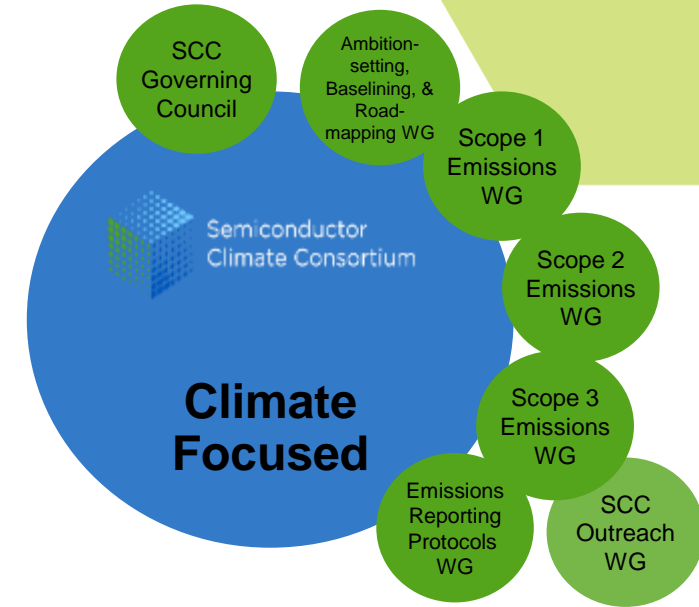 SCC
Governing
Council
Ambition-
setting,
Baselining, &
Road-
mapping WG
Scope 1
Emissions
WG
Semiconductor
Climate Consortium
Scope 2
Emissions
WG
Climate
Focused
Scope 3
Emissions
WG
Emissions
Reporting
Protocols
WG
SCC
Outreach
WG